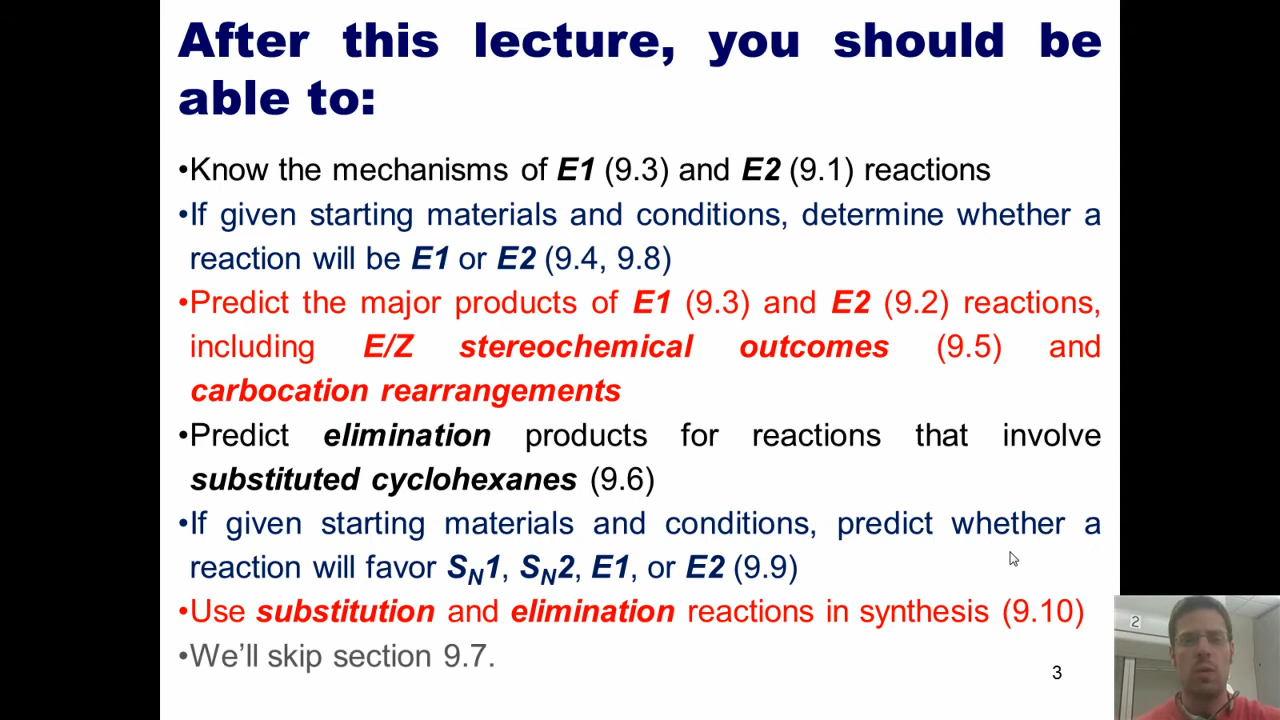 After this lecture, you should be
able to:
•Know the mechanisms of E1 (9.3) and E2 (9.1) reactions
•If given starting materials and conditions, determine whether a
reaction will be E1 or E2 (9.4, 9.8)
•Predict the major products of E1 (9.3) and E2 (9.2) reactions,
including E/Z stereochemical outcomes (9.5) and
carbocation rearrangements
•Predict elimination products for reactions that involve
substituted cyclohexanes (9.6)
•If given starting materials and conditions, predict whether a
reaction will favor SN1, SN2, E1, or E2 (9.9)
•Use substitution and elimination reactions in synthesis (9.10)
•We’ll skip section 9.7.
3
2